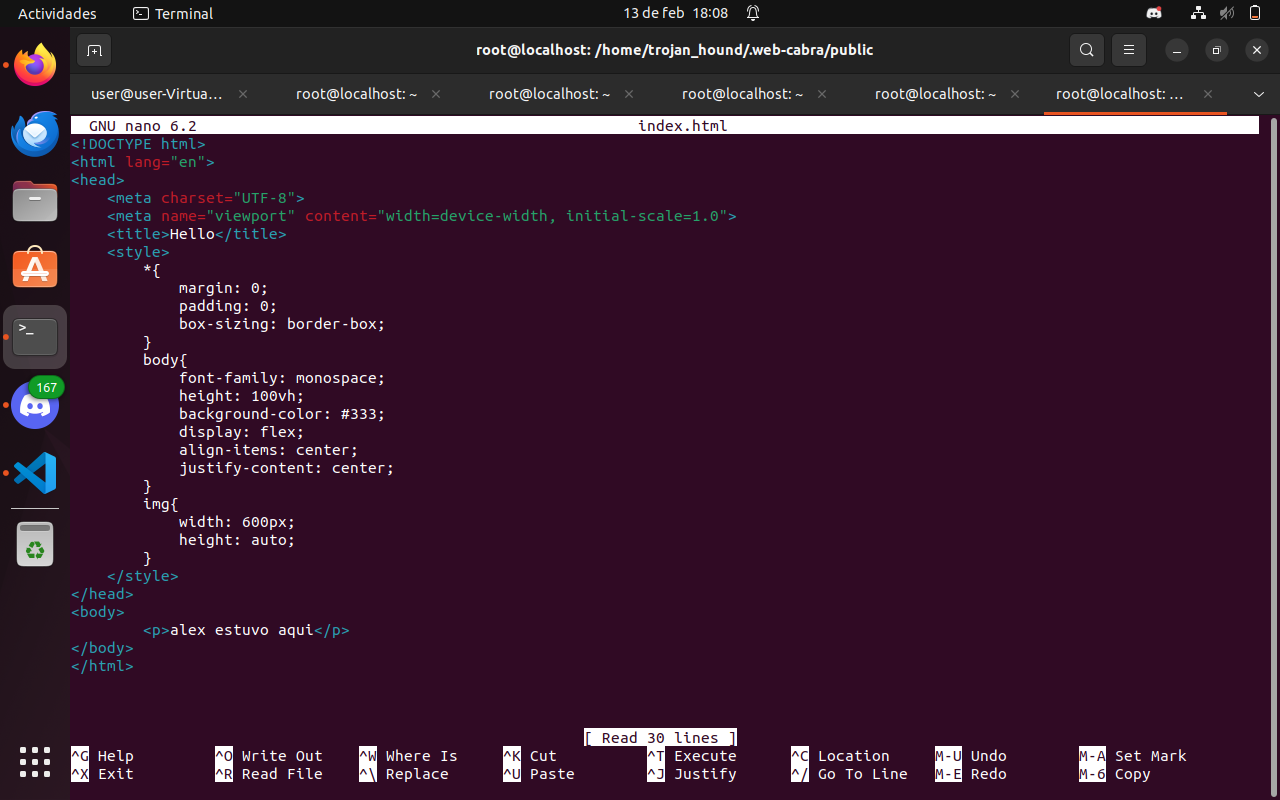 Actividades Terminal 13 de feb 18:08
root@localhost: /home/trojan_hound/.web-cabra/public
user@user-Virtua... root@localhost: ~ root@localhost: ~ root@localhost: ~ root@localhost: ~ root@localhost: ...
GNU nano 6.2 index.html
<!DOCTYPE html>
<html lang="en">
<head>
    <meta charset="UTF-8">
    <meta name="viewport" content="width=device-width, initial-scale=1.0">
    <title>Hello</title>
    <style>
        *{
            margin: 0;
            padding: 0;
            box-sizing: border-box;
        }
        body{
            font-family: monospace;
            height: 100vh;
            background-color: #333;
            display: flex;
            align-items: center;
            justify-content: center;
        }
        img{
            width: 600px;
            height: auto;
        }
    </style>
</head>
<body>
        <p>alex estuvo aqui</p>
</body>
</html>
167
[ Read 30 lines ]
^G Help ^O Write Out ^W Where Is ^K Cut ^T Execute ^C Location M-U Undo M-A Set Mark
^X Exit ^R Read File ^\ Replace ^U Paste ^J Justify ^/ Go To Line M-E Redo M-6 Copy